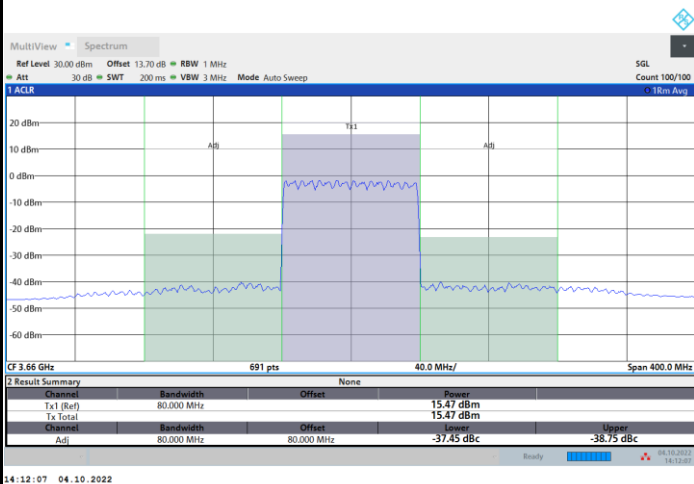 MultiView Spectrum
Ref Level 30.00 dBm Offset 13.70 dB RBW 1 MHz SGL
Att 30 dB SWT 200 ms VBW 3 MHz Mode Auto Sweep Count 100/100
1 ACLR 1Rm Avg
20 dBm
Tx1
10 dBm Adj Adj
0 dBm
-10 dBm
-20 dBm
-30 dBm
-40 dBm
-50 dBm
-60 dBm
CF 3.66 GHz 691 pts 40.0 MHz/ Span 400.0 MHz
2 Result Summary None
Channel Bandwidth Offset Power
Tx1 (Ref) 80.000 MHz 15.47 dBm
Tx Total 15.47 dBm
Channel Bandwidth Offset Lower Upper
Adj 80.000 MHz 80.000 MHz -37.45 dBc -38.75 dBc
Ready 04.10.2022
14:12:07
14:12:07 04.10.2022